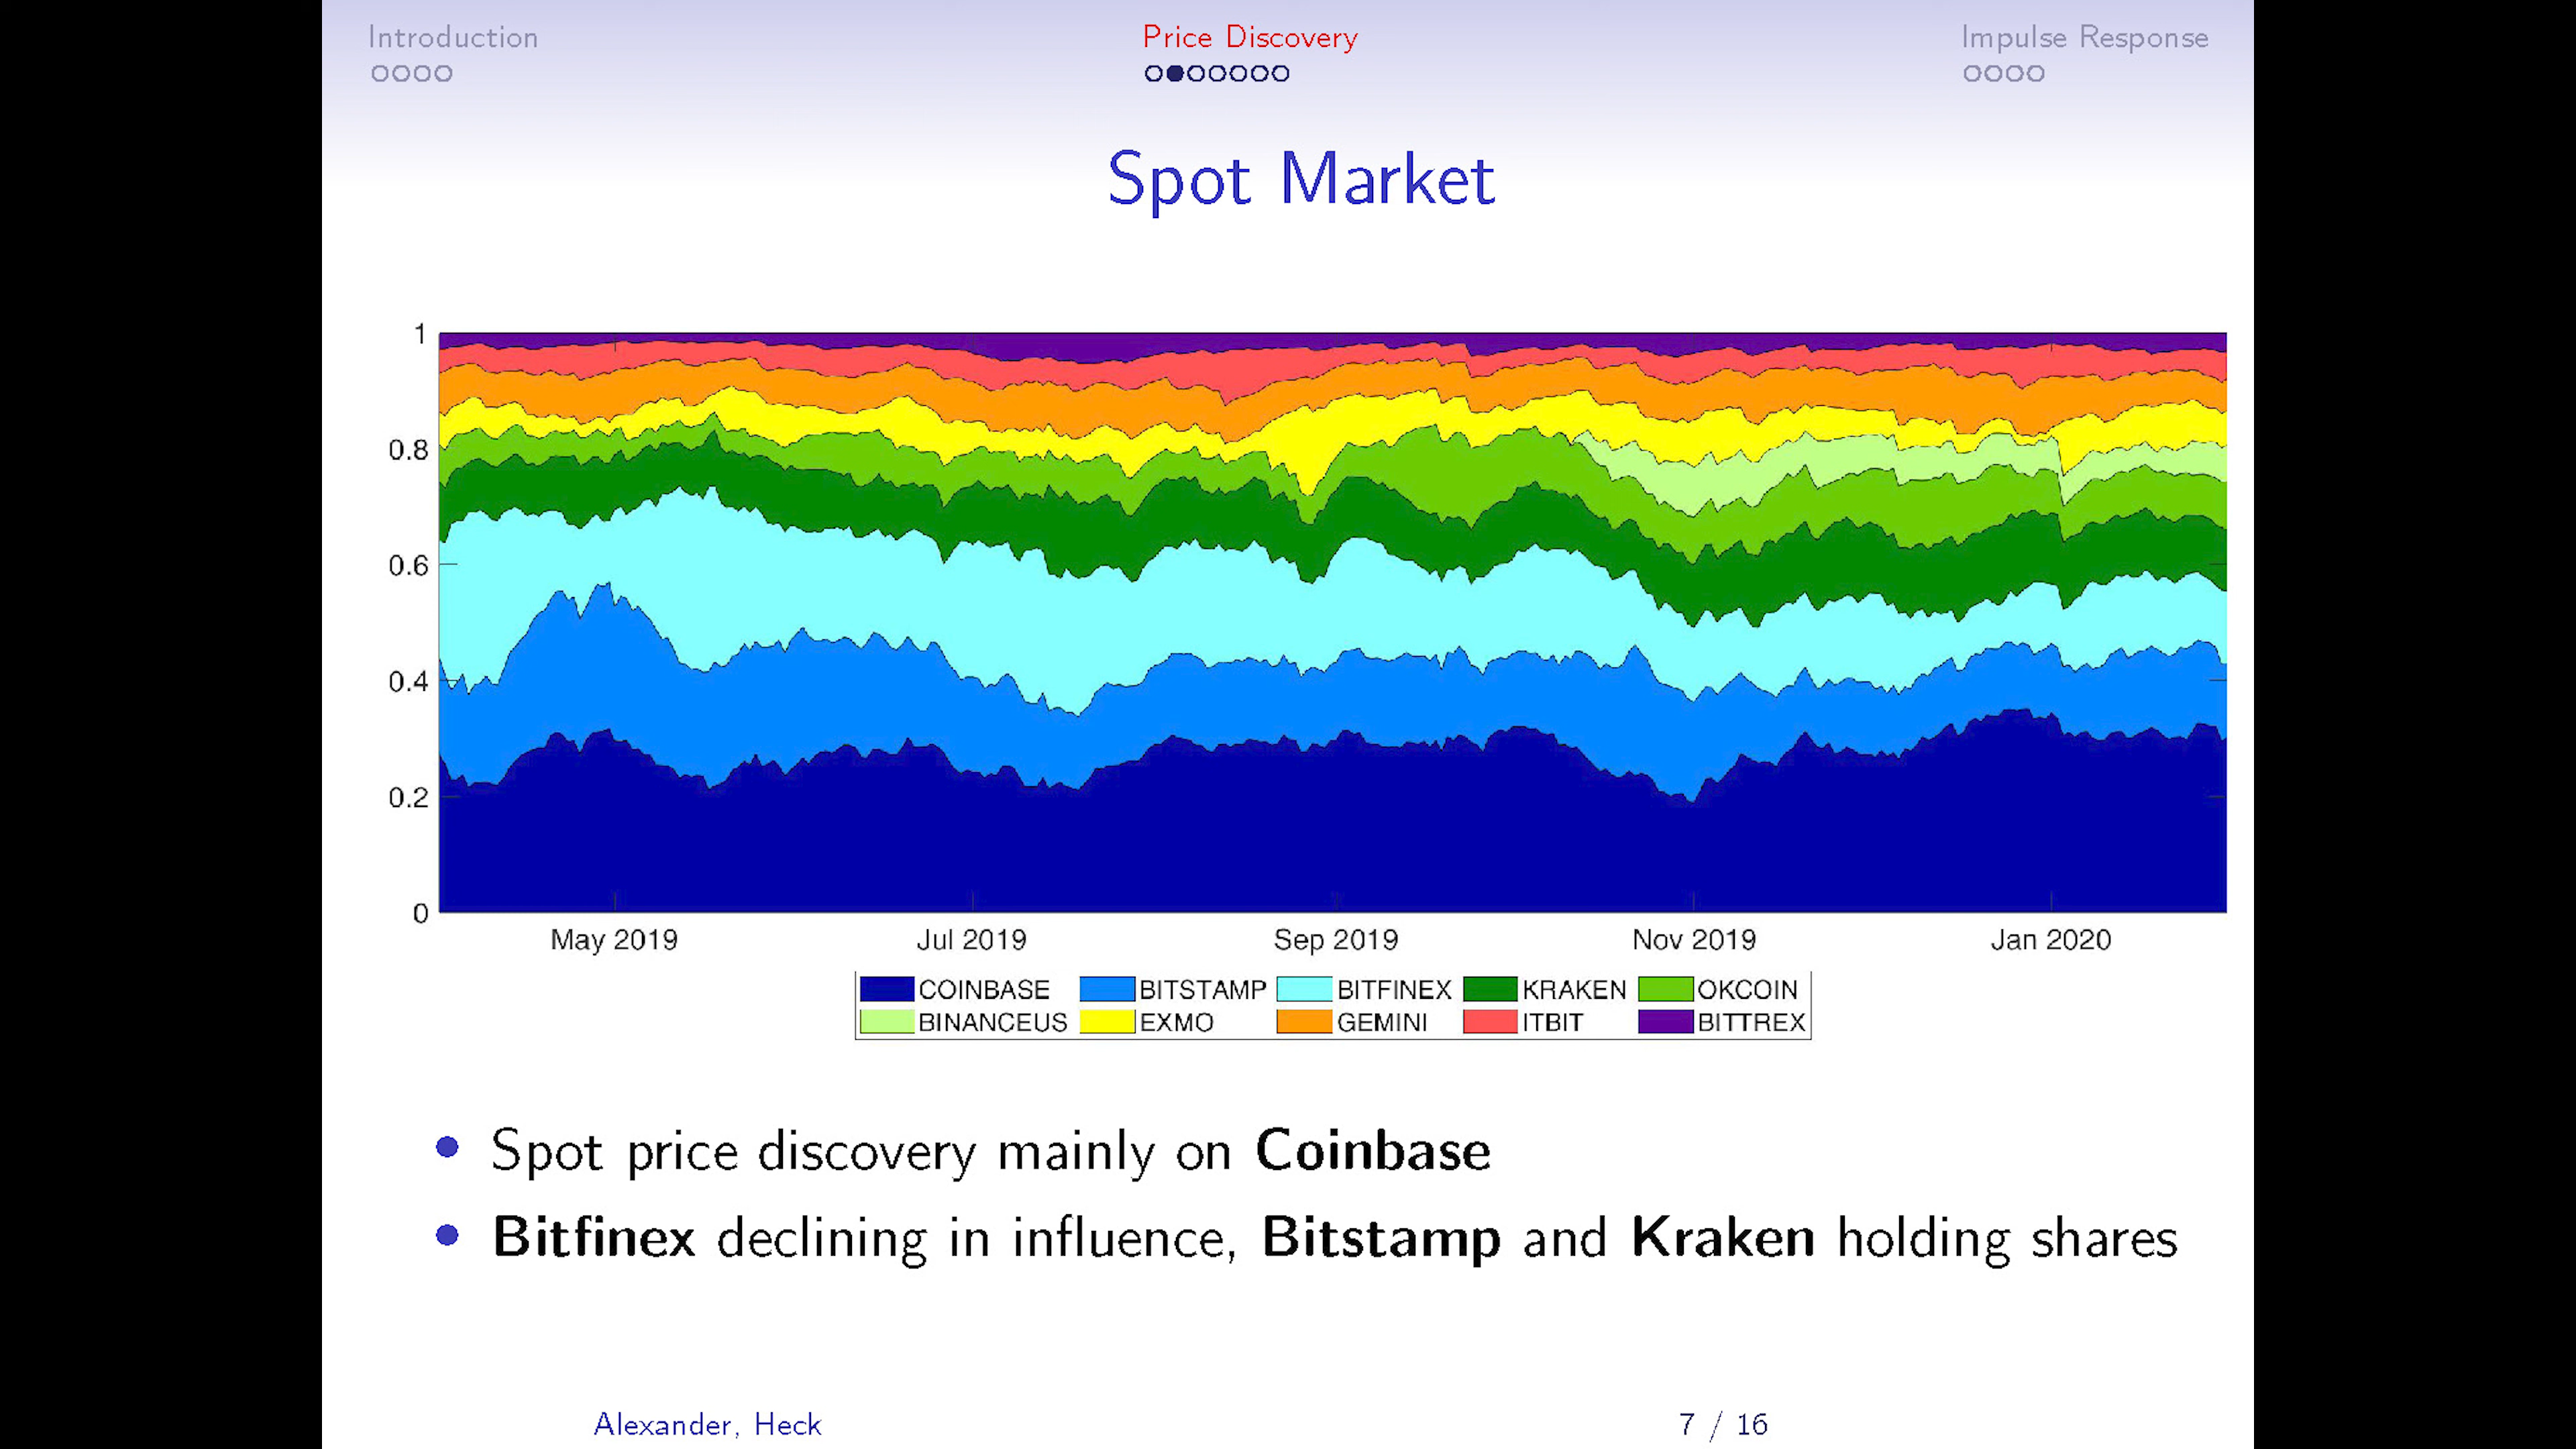 Introduction
Price Discovery
Impulse Response
Spot Market
1
0.8
0.6
0.4
0.2
0
May 2019
Jul 2019
Sep 2019
Nov 2019
Jan 2020
COINBASE BITSTAMP BITFINEX KRAKEN OKCOIN
BINANCEUS EXMO GEMINI ITBIT BITTREX
• Spot price discovery mainly on Coinbase
• Bitfinex declining in influence, Bitstamp and Kraken holding shares
Alexander, Heck
7 / 16